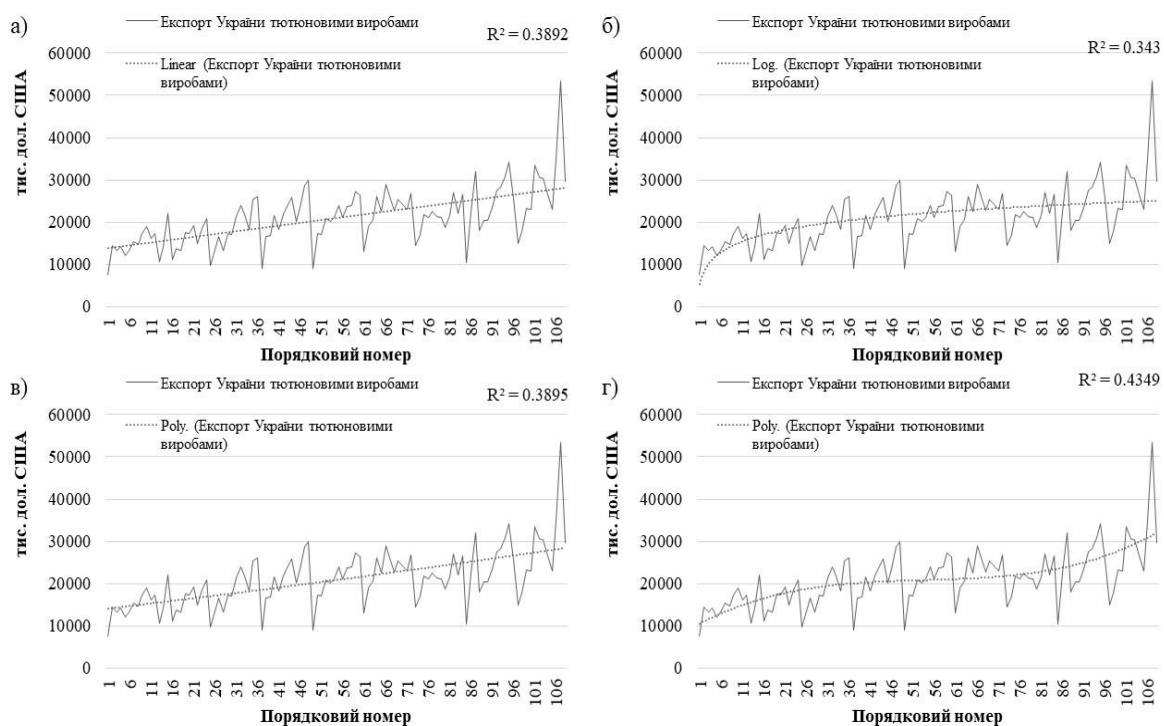 а)
Експорт України тютюновими виробами
R² = 0.3892
Linear (Експорт України тютюновими
виробами)
тис. дол. США
60000
50000
40000
30000
20000
10000
0
1 6 11 16 21 26 31 36 41 46 51 56 61 66 71 76 81 86 91 96 101 106
Порядковий номер
б)
Експорт України тютюновими виробами
R² = 0.343
Log. (Експорт України тютюновими
виробами)
тис. дол. США
60000
50000
40000
30000
20000
10000
0
1 6 11 16 21 26 31 36 41 46 51 56 61 66 71 76 81 86 91 96 101 106
Порядковий номер
в)
Експорт України тютюновими виробами
R² = 0.3895
Poly. (Експорт України тютюновими
виробами)
тис. дол. США
60000
50000
40000
30000
20000
10000
0
1 6 11 16 21 26 31 36 41 46 51 56 61 66 71 76 81 86 91 96 101 106
Порядковий номер
г)
Експорт України тютюновими виробами
R² = 0.4349
Poly. (Експорт України тютюновими
виробами)
тис. дол. США
60000
50000
40000
30000
20000
10000
0
1 6 11 16 21 26 31 36 41 46 51 56 61 66 71 76 81 86 91 96 101 106
Порядковий номер